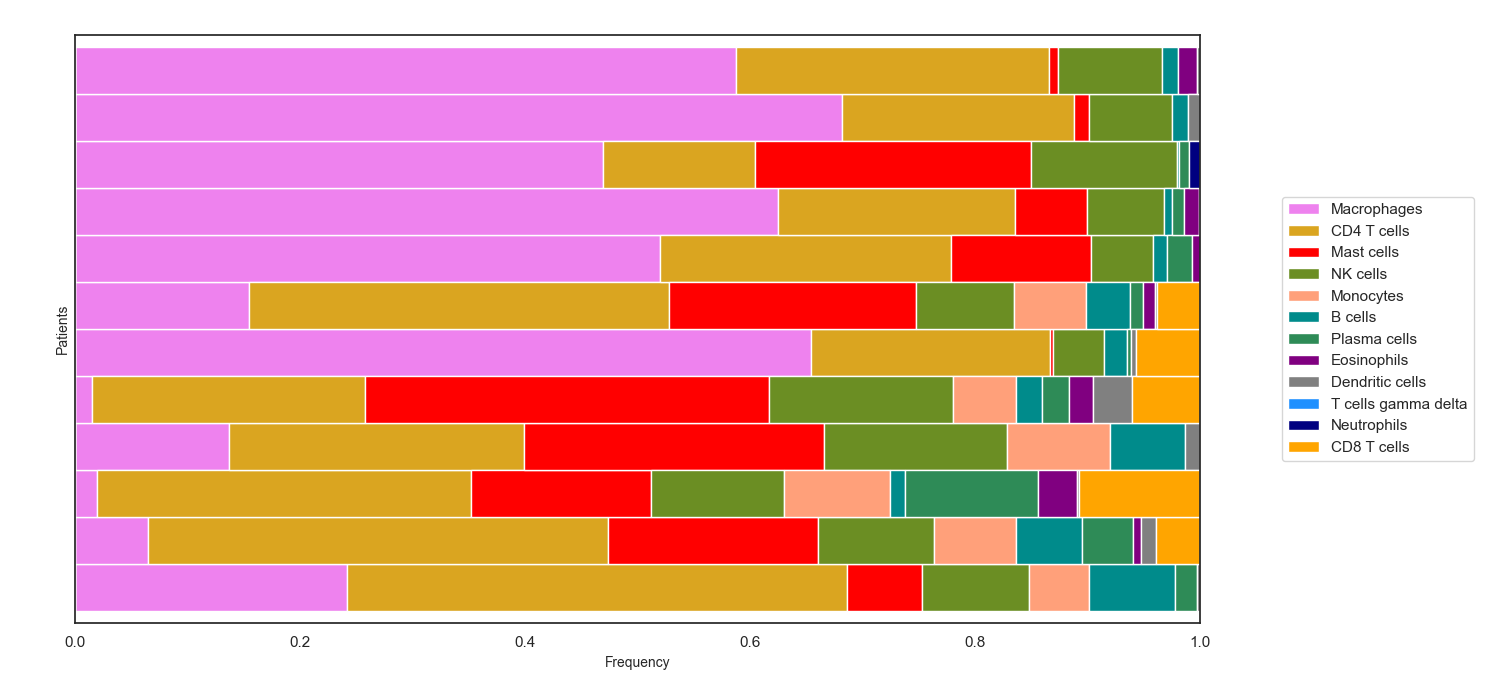 Patients
0.0 0.2 0.4 0.6 0.8 1.0
Frequency
Macrophages
CD4 T cells
Mast cells
NK cells
Monocytes
B cells
Plasma cells
Eosinophils
Dendritic cells
T cells gamma delta
Neutrophils
CD8 T cells